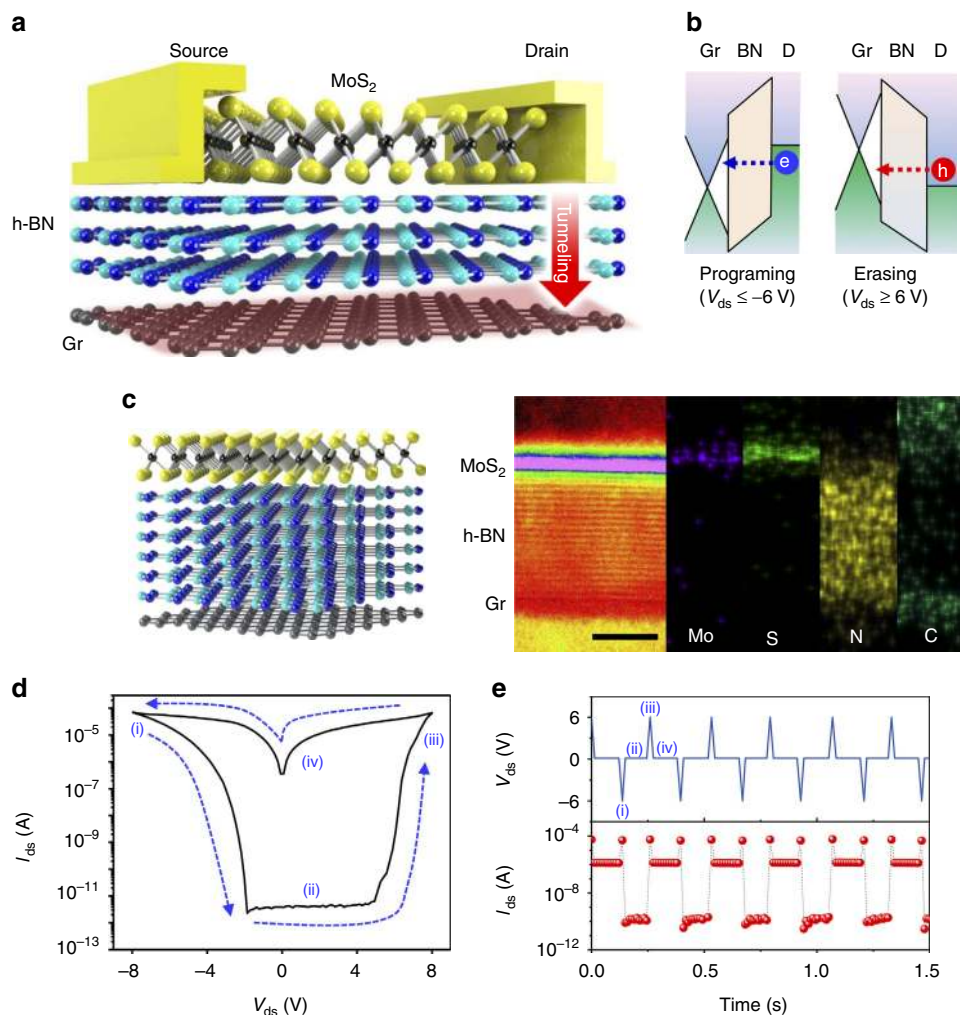 a
Source
MoS2
Drain
h-BN
Tunneling
Gr
b
Gr BN D
Gr BN D
e
h
Programing
(Vds ≤ −6 V)
Erasing
(Vds ≥ 6 V)
c
MoS2
h-BN
Gr
Mo
S
N
C
d
10−5
10−7
10−9
10−11
10−13
Ids (A)
(i)
(ii)
(iii)
(iv)
−8
−4
0
4
8
Vds (V)
e
6
0
−6
Vds (V)
(iii)
(ii)
(iv)
(i)
10−4
10−8
10−12
Ids (A)
0.0
0.5
1.0
1.5
Time (s)